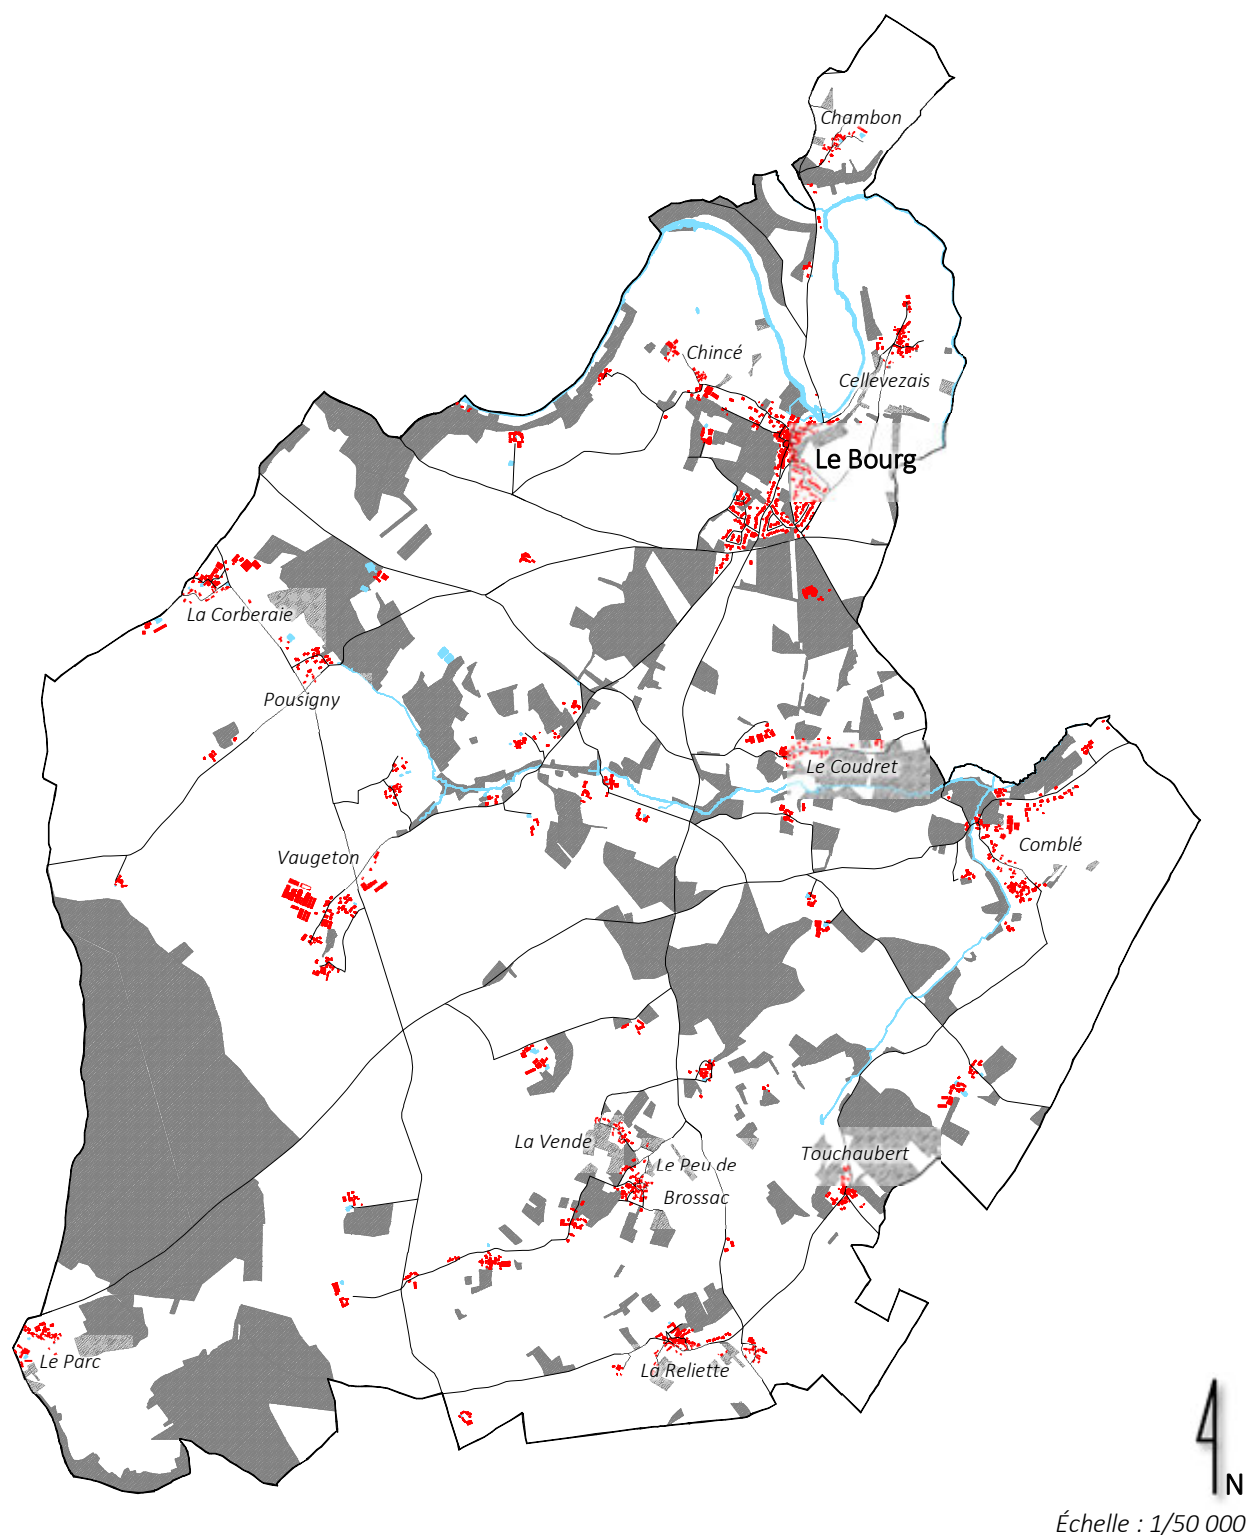 Chambon
Chincé
Cellevezais
Le Bourg
La Corberaie
Pousigny
Le Coudret
Comblé
Vaugeton
La Vende
Le Peu de
Brossac
Touchaubert
Le Parc
La Reliette
N
Échelle : 1/50 000